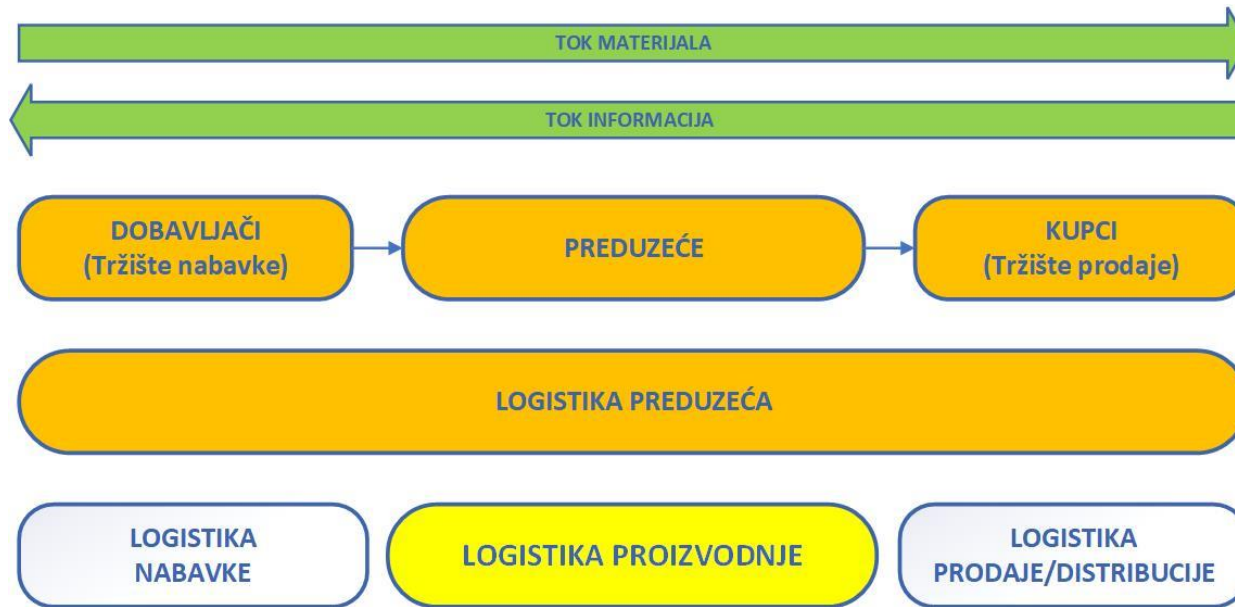 TOK MATERIJALA
TOK INFORMACIJA
DOBAVLJAČI
(Tržište nabavke)
PREDUZEĆE
KUPCI
(Tržište prodaje)
LOGISTIKA PREDUZEĆA
LOGISTIKA
NABAVKE
LOGISTIKA PROIZVODNJE
LOGISTIKA
PRODAJE/DISTRIBUCIJE